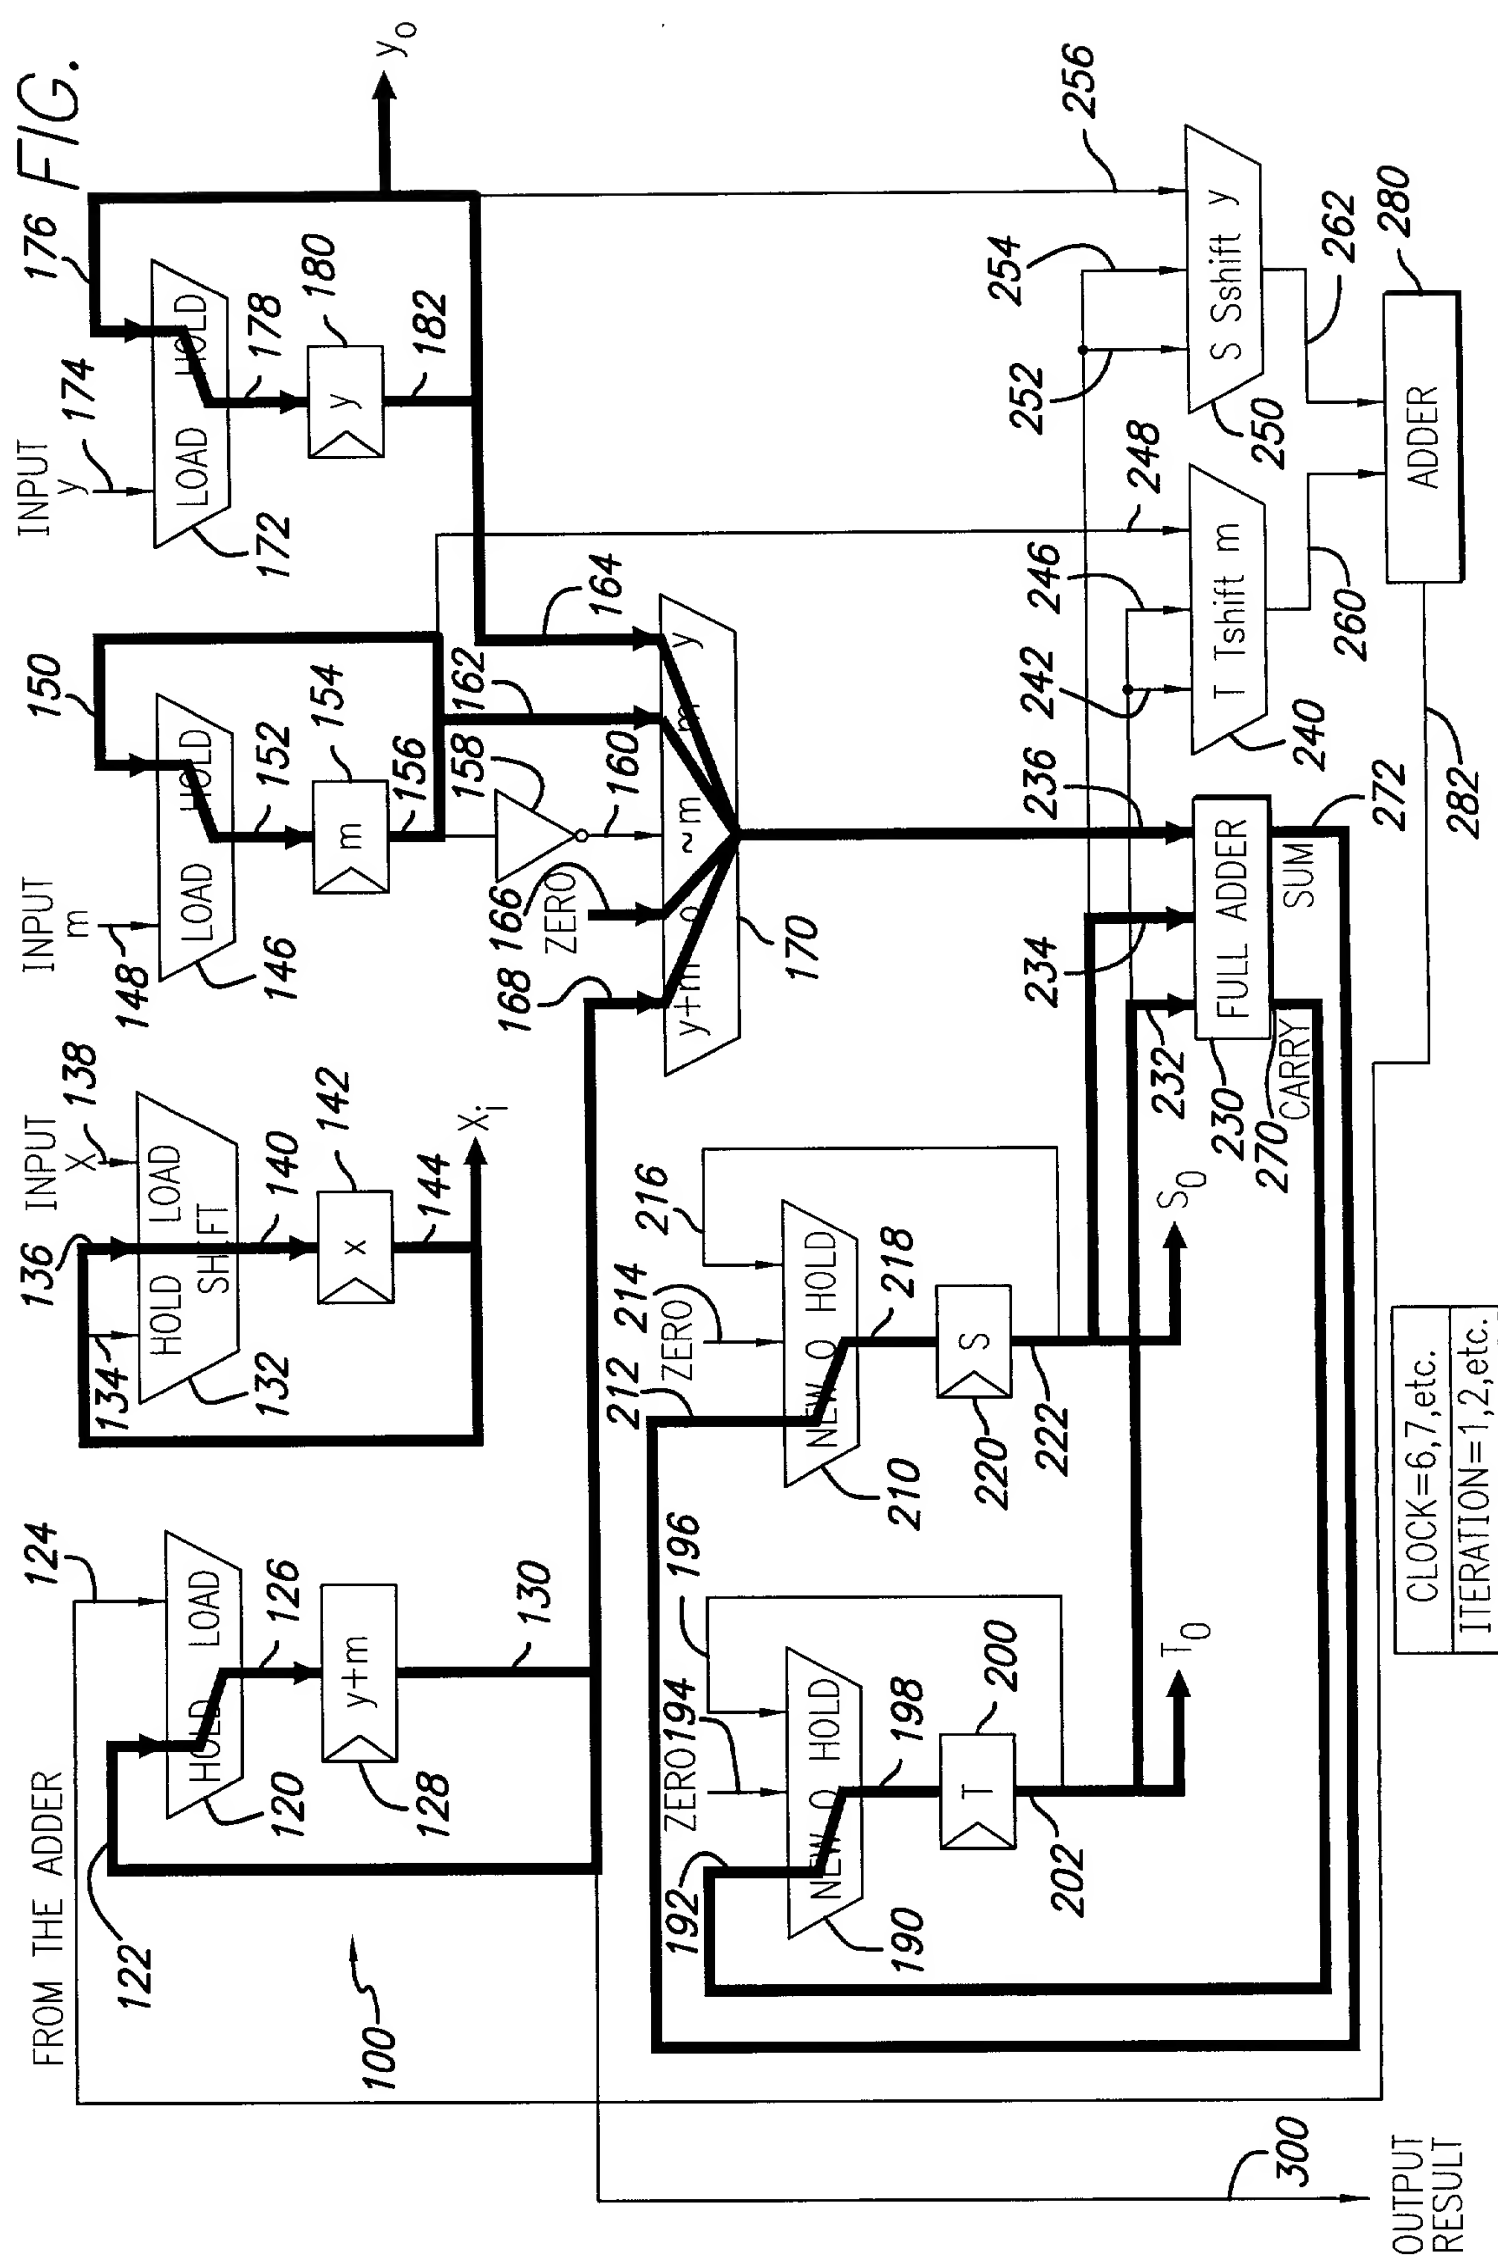 FIG.
FROM THE ADDER
124
122
HOLD LOAD
120
126
y+m
128
130
100
INPUT
X
136
138
134
HOLD LOAD
SHIFT
132
140
x
142
144
Xi
INPUT
m
148
150
LOAD HOLD
146
152
m
154
156
158
160
162
164
ZERO
166
168
y+m 0 ~m m y
170
INPUT
y
174
176
LOAD HOLD
172
178
y
180
182
y0
192
ZERO
194
196
NEW 0 HOLD
190
198
T
200
202
T0
212
ZERO
214
216
NEW 0 HOLD
210
218
S
220
222
S0
232
234
236
FULL ADDER
230
CARRY
270
SUM
272
242
246
248
T Tshift m
240
260
252
254
256
S Sshift y
250
262
ADDER
280
282
CLOCK=6,7,etc.
ITERATION=1,2,etc.
300
OUTPUT
RESULT